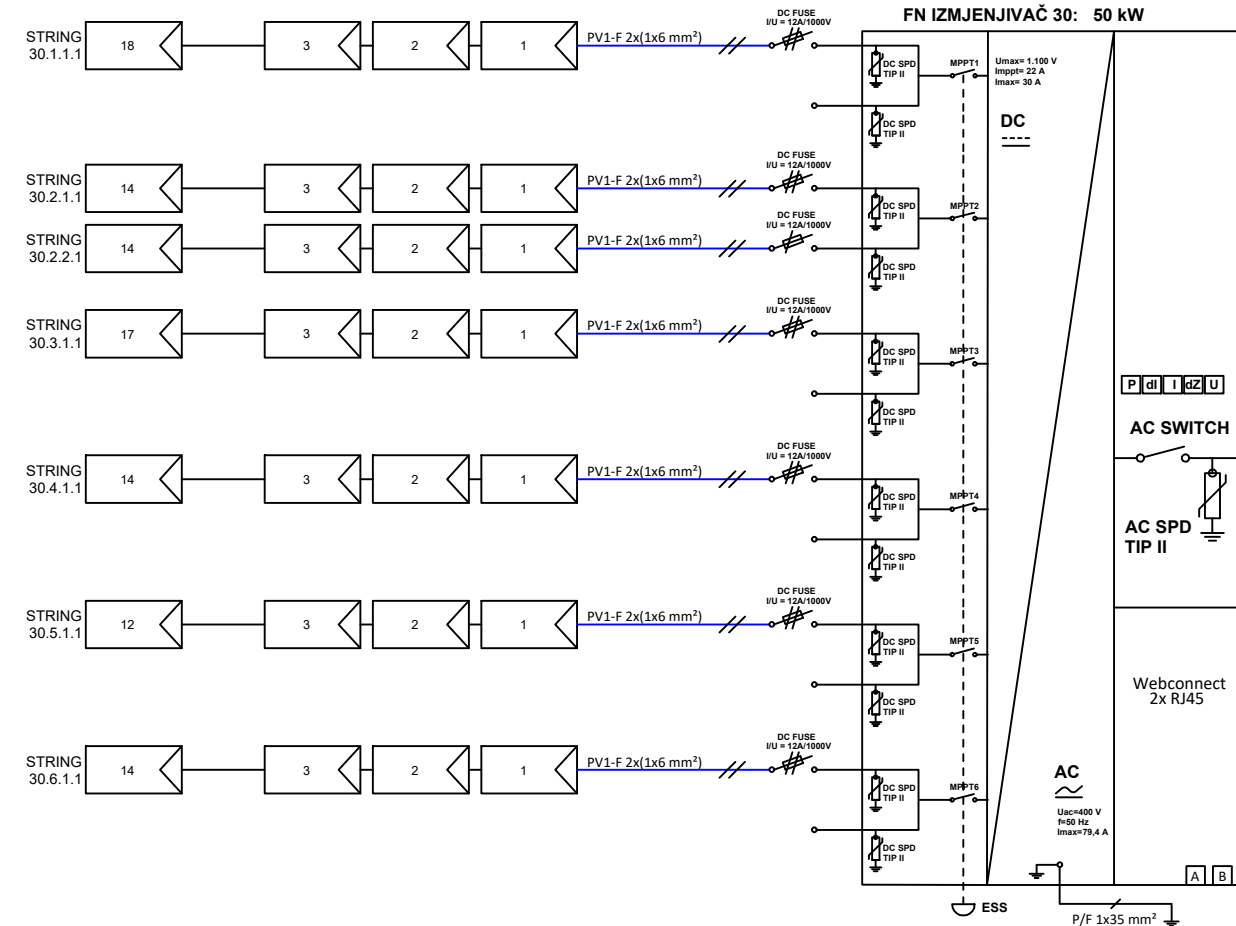 FN IZMJENJIVAČ 30: 50 kW
STRING
30.1.1.1
18
3
2
1
PV1-F 2x(1x6 mm²)
DC FUSE
I/U = 12A/1000V
DC SPD
TIP II
DC SPD
TIP II
MPPT1
Umax= 1.100 V
Imppt= 22 A
Imax= 30 A
DC
STRING
30.2.1.1
14
3
2
1
PV1-F 2x(1x6 mm²)
DC FUSE
I/U = 12A/1000V
DC SPD
TIP II
MPPT2
STRING
30.2.2.1
14
3
2
1
PV1-F 2x(1x6 mm²)
DC FUSE
I/U = 12A/1000V
DC SPD
TIP II
STRING
30.3.1.1
17
3
2
1
PV1-F 2x(1x6 mm²)
DC FUSE
I/U = 12A/1000V
DC SPD
TIP II
DC SPD
TIP II
MPPT3
P dI I dZ U
AC SWITCH
AC SPD
TIP II
STRING
30.4.1.1
14
3
2
1
PV1-F 2x(1x6 mm²)
DC FUSE
I/U = 12A/1000V
DC SPD
TIP II
DC SPD
TIP II
MPPT4
STRING
30.5.1.1
12
3
2
1
PV1-F 2x(1x6 mm²)
DC FUSE
I/U = 12A/1000V
DC SPD
TIP II
DC SPD
TIP II
MPPT5
Webconnect
2x RJ45
STRING
30.6.1.1
14
3
2
1
PV1-F 2x(1x6 mm²)
DC FUSE
I/U = 12A/1000V
DC SPD
TIP II
DC SPD
TIP II
MPPT6
AC
Uac=400 V
f=50 Hz
Imax=79,4 A
A B
ESS
P/F 1x35 mm²